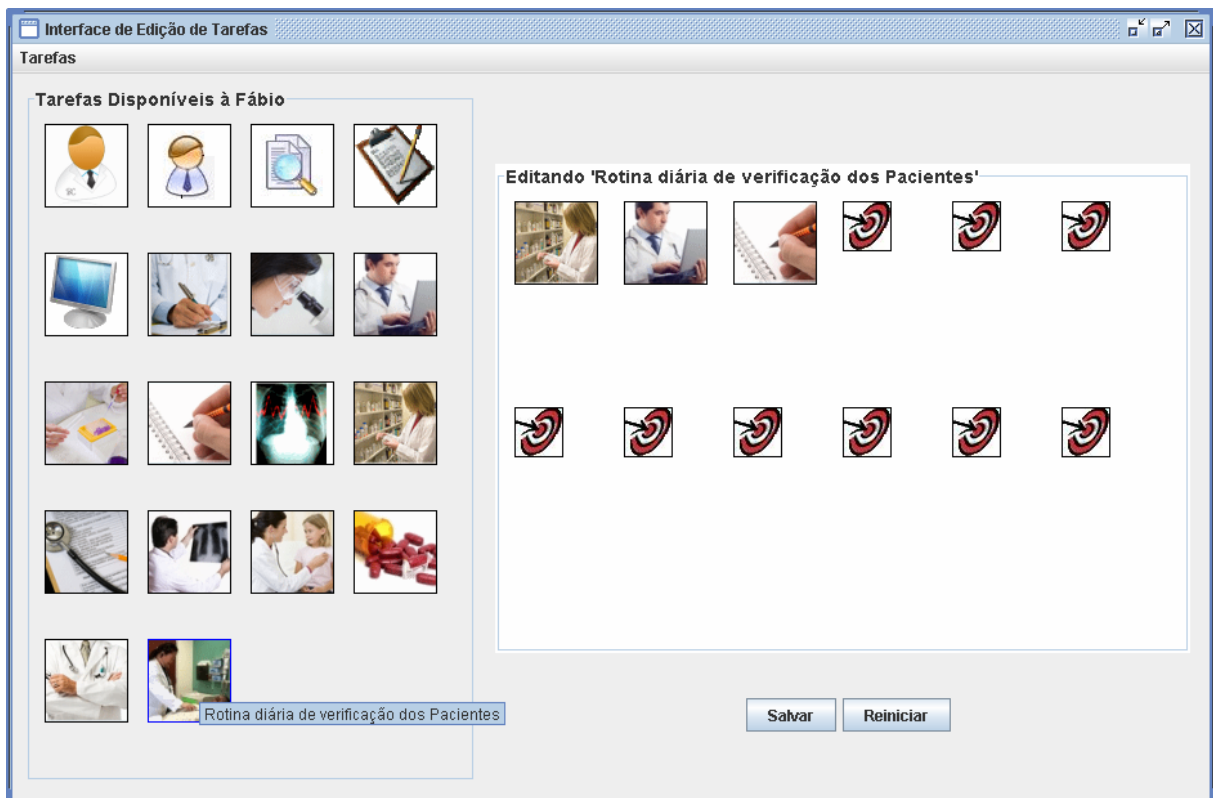 Interface de Edição de Tarefas
Tarefas
Tarefas Disponíveis à Fábio
Editando 'Rotina diária de verificação dos Pacientes'
Rotina diária de verificação dos Pacientes
Salvar
Reiniciar